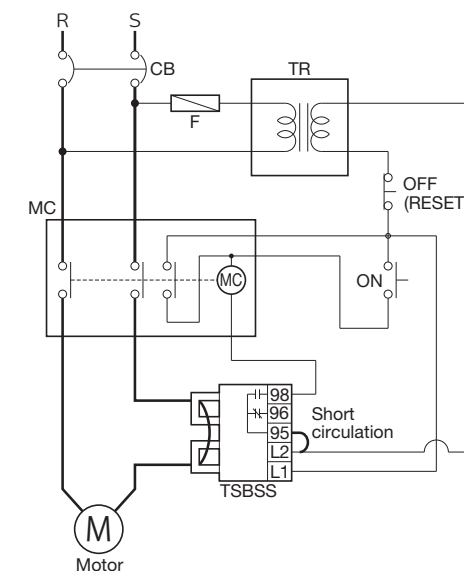 R
S
CB
TR
F
OFF
(RESET
MC
MC
ON
98
96
95
L2
L1
Short
circulation
TSBSS
M
Motor